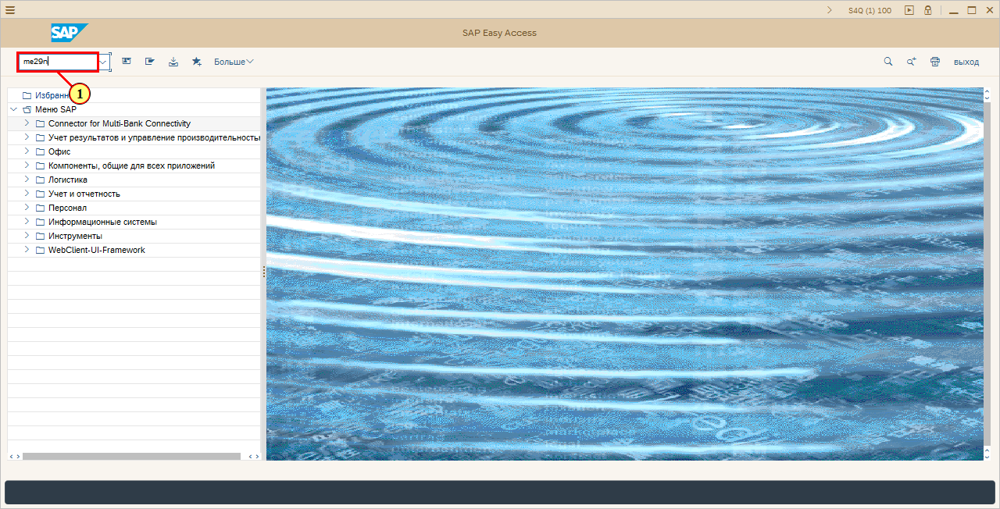 S4Q (1) 100
SAP
SAP Easy Access
me29n
Больше
выход
1
Избранн
Меню SAP
Connector for Multi-Bank Connectivity
Учет результатов и управление производительность
Офис
Компоненты, общие для всех приложений
Логистика
Учет и отчетность
Персонал
Информационные системы
Инструменты
WebClient-UI-Framework